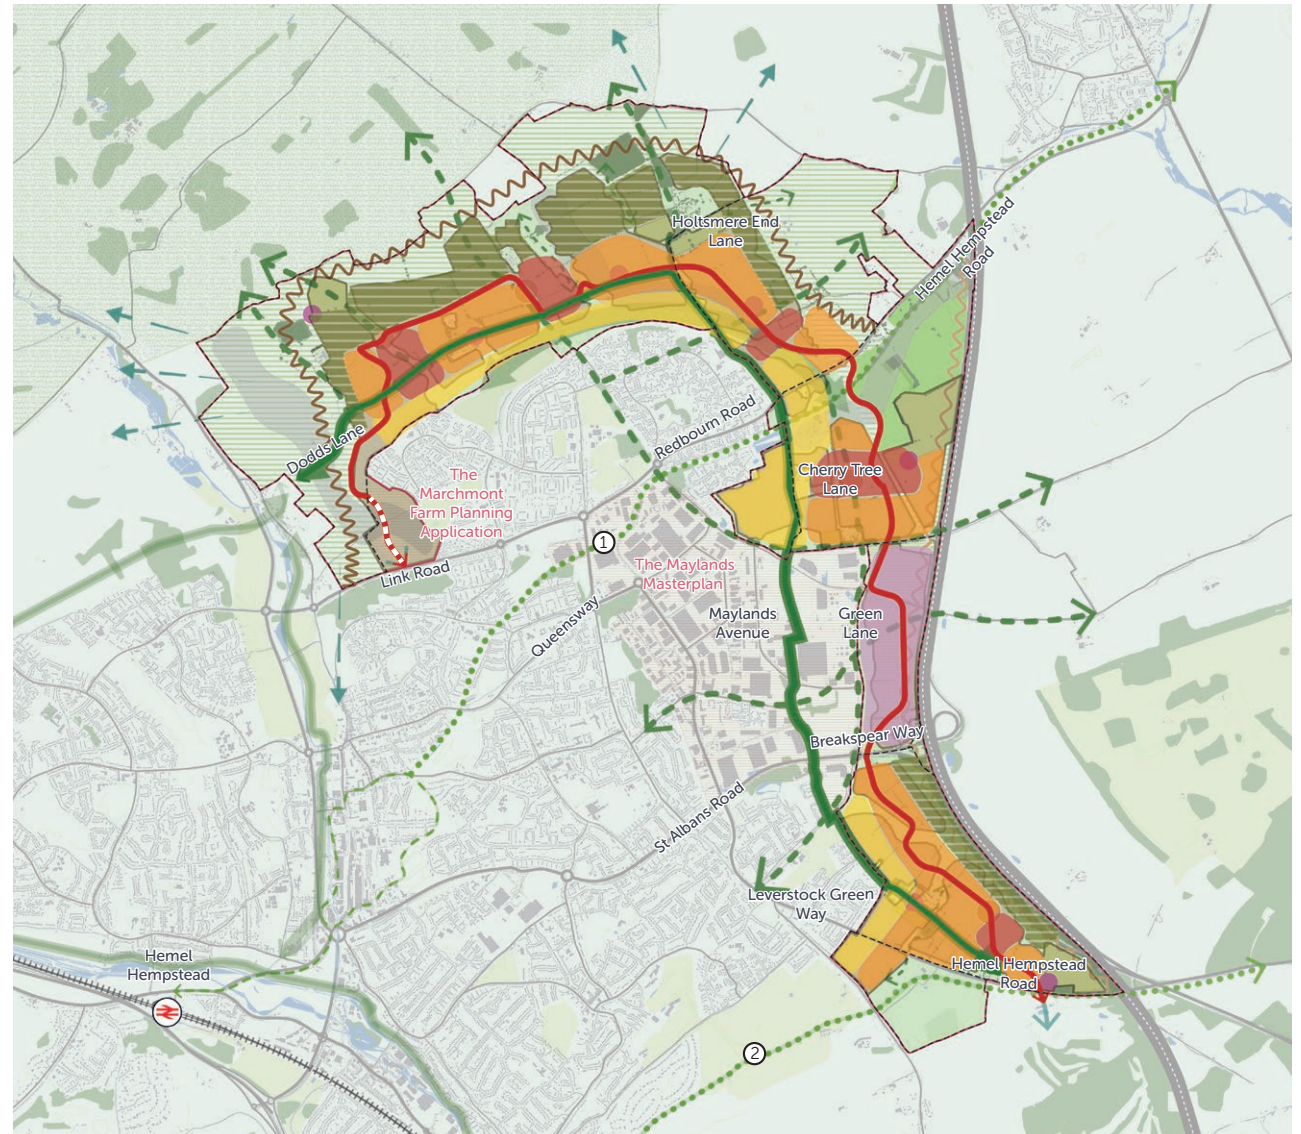 Holtsmere End
Lane
Hemel Hempstead
Road
Dodds Lane
Redbourn Road
The
Marchmont
Farm Planning
Application
Cherry Tree
Lane
1
Link Road
The Maylands
Masterplan
Queensway
Maylands
Avenue
Green
Lane
Breakspear Way
St Albans Road
Leverstock Green
Way
Hemel
Hempstead
Hemel Hempstead
Road
2